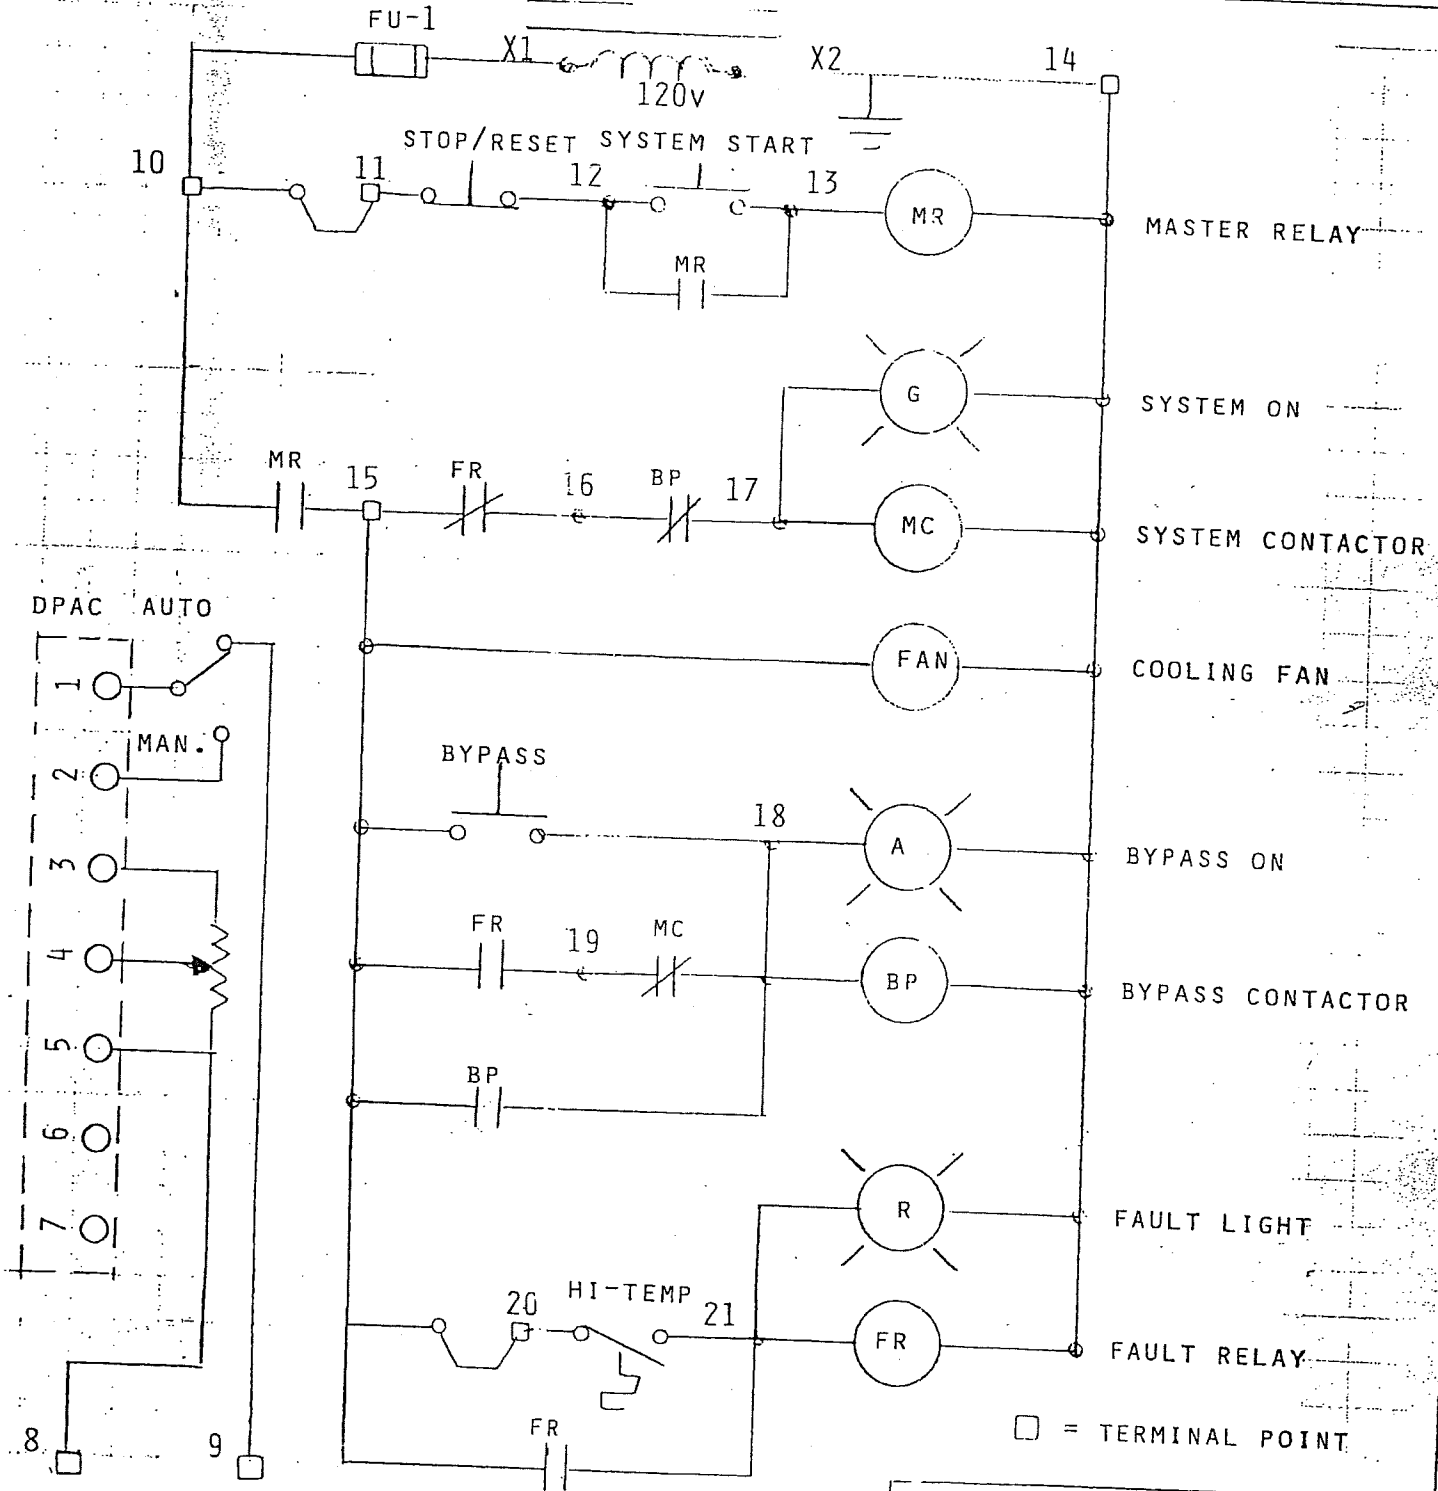 FU-1
X1
X2
14
120V
STOP/RESET SYSTEM START
10
11
12
13
MR
MASTER RELAY
MR
G
SYSTEM ON
MR
15
FR
16
BP
17
MC
SYSTEM CONTACTOR
DPAC AUTO
1
FAN
COOLING FAN
MAN.
2
BYPASS
18
3
A
BYPASS ON
4
FR
19
MC
BP
BYPASS CONTACTOR
5
BP
6
7
R
FAULT LIGHT
20
HI-TEMP
21
FR
FAULT RELAY
8
9
FR
= TERMINAL POINT